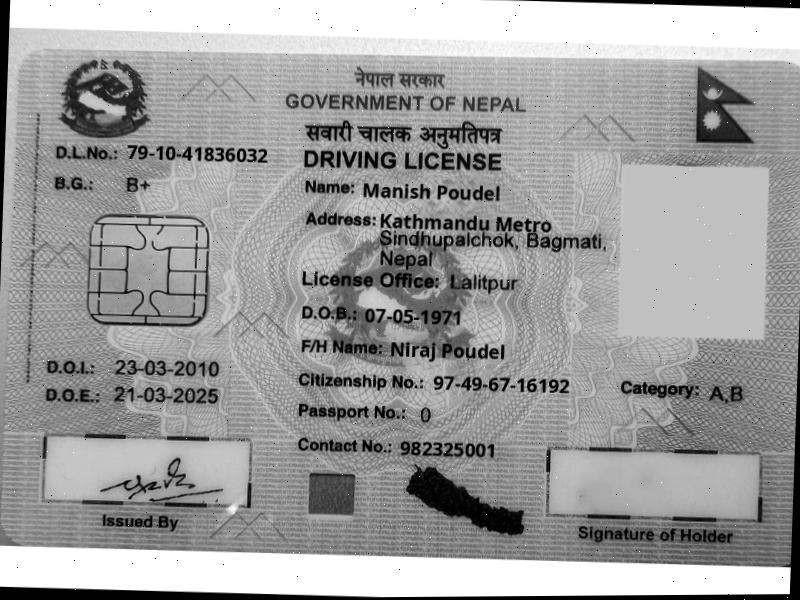 नेपाल सरकार
GOVERNMENT OF NEPAL
सवारी चालक अनुमतिपत्र
DRIVING LICENSE
D.L.No.: 79-10-41836032
B.G.: B+
Name: Manish Poudel
Address: Kathmandu Metro
Sindhupalchok, Bagmati,
Nepal
License Office: Lalitpur
D.O.B.: 07-05-1971
F/H Name: Niraj Poudel
D.O.I.: 23-03-2010
D.O.E.: 21-03-2025
Citizenship No.: 97-49-67-16192
Category: A,B
Passport No.: 0
Contact No.: 982325001
Issued By
Signature of Holder